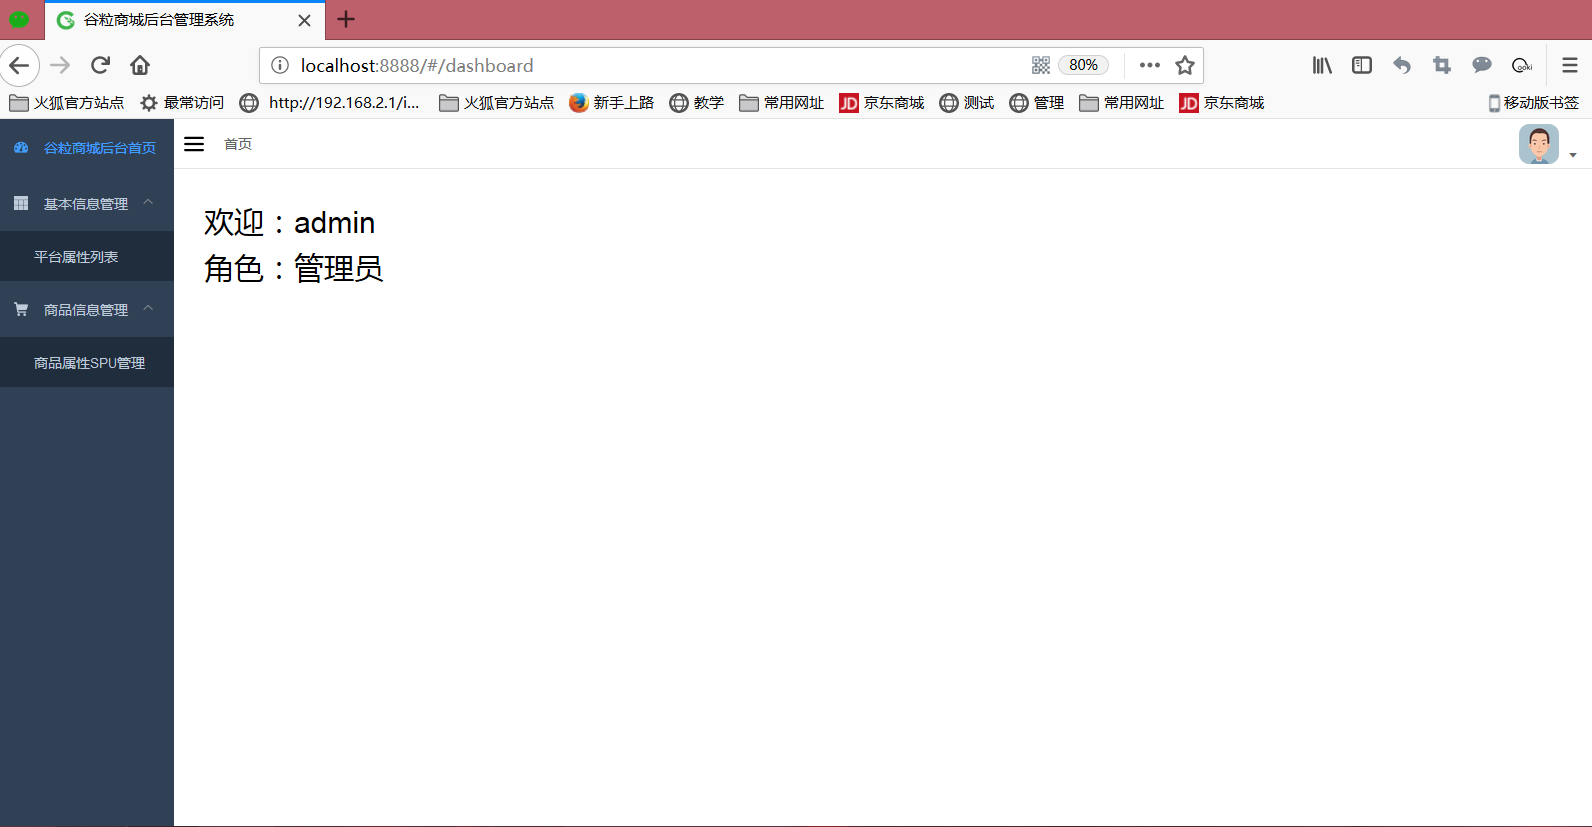 谷粒商城后台管理系统
localhost:8888/#/dashboard 80%
火狐官方站点 最常访问 http://192.168.2.1/i... 火狐官方站点 新手上路 教学 常用网址 JD 京东商城 测试 管理 常用网址 JD 京东商城 移动版书签
谷粒商城后台首页 首页
基本信息管理
平台属性列表
商品信息管理
商品属性SPU管理
欢迎：admin
角色：管理员